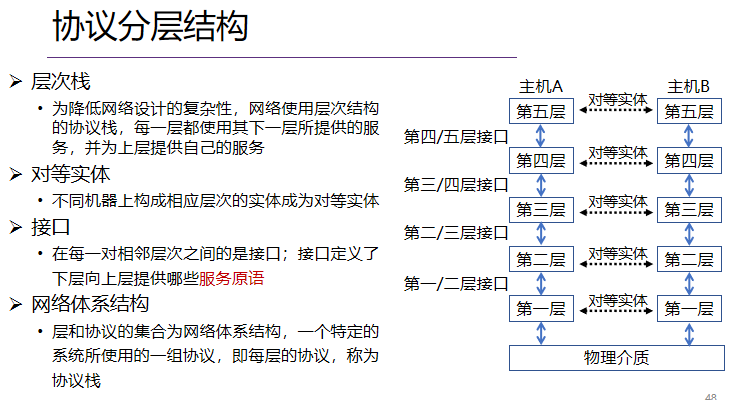 协议分层结构
➢ 层次栈
• 为降低网络设计的复杂性，网络使用层次结构
的协议栈，每一层都使用其下一层所提供的服
务，并为上层提供自己的服务
➢ 对等实体
• 不同机器上构成相应层次的实体成为对等实体
➢ 接口
• 在每一对相邻层次之间的是接口；接口定义了
下层向上层提供哪些服务原语
➢ 网络体系结构
• 层和协议的集合为网络体系结构，一个特定的
系统所使用的一组协议，即每层的协议，称为
协议栈
主机A 主机B
第五层 对等实体 第五层
第四/五层接口
第四层 对等实体 第四层
第三/四层接口
第三层 对等实体 第三层
第二/三层接口
第二层 对等实体 第二层
第一/二层接口
第一层 对等实体 第一层
物理介质
48